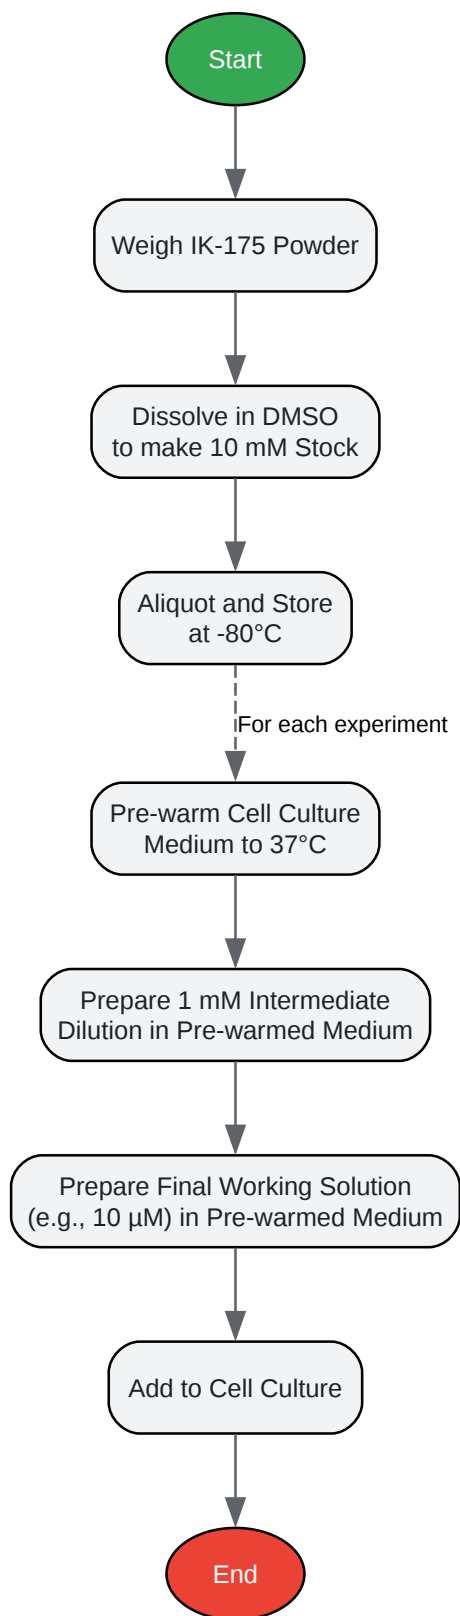 Start
Weigh IK-175 Powder
Dissolve in DMSO
to make 10 mM Stock
Aliquot and Store
at -80°C
For each experiment
Pre-warm Cell Culture
Medium to 37°C
Prepare 1 mM Intermediate
Dilution in Pre-warmed Medium
Prepare Final Working Solution
(e.g., 10 µM) in Pre-warmed Medium
Add to Cell Culture
End